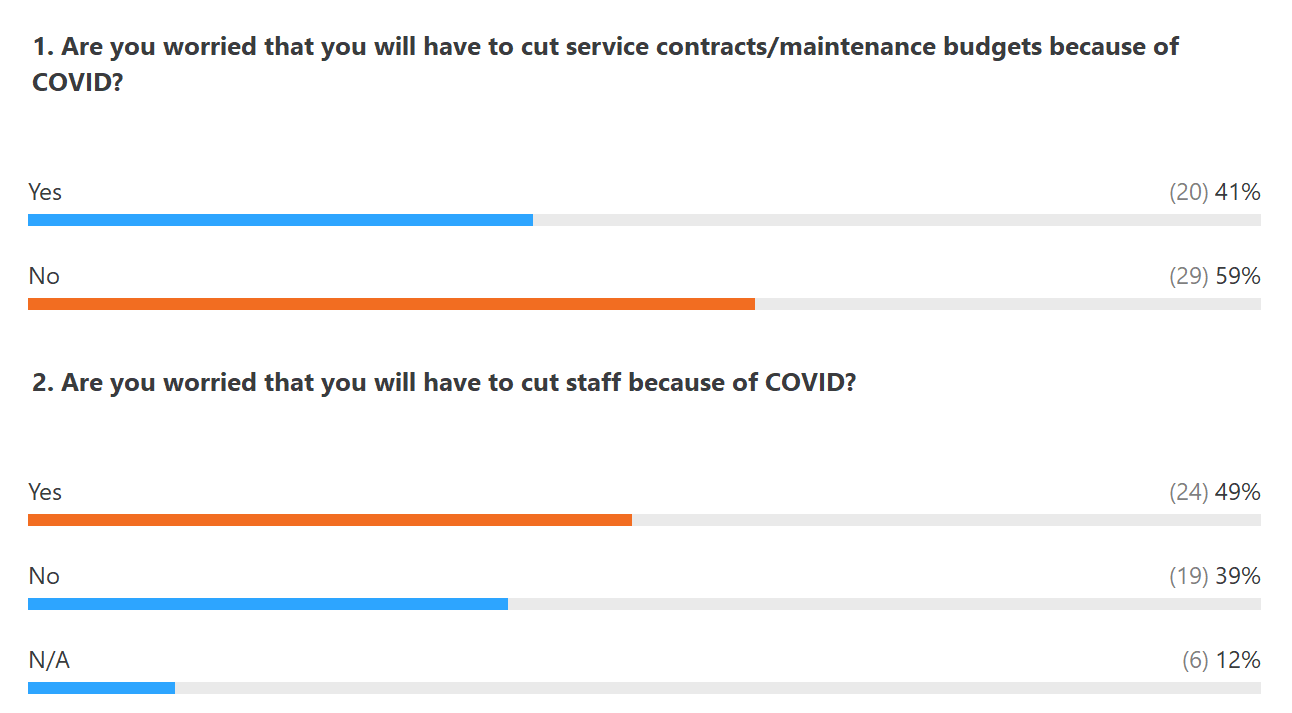 1. Are you worried that you will have to cut service contracts/maintenance budgets because of
COVID?
Yes (20) 41%
No (29) 59%
2. Are you worried that you will have to cut staff because of COVID?
Yes (24) 49%
No (19) 39%
N/A (6) 12%